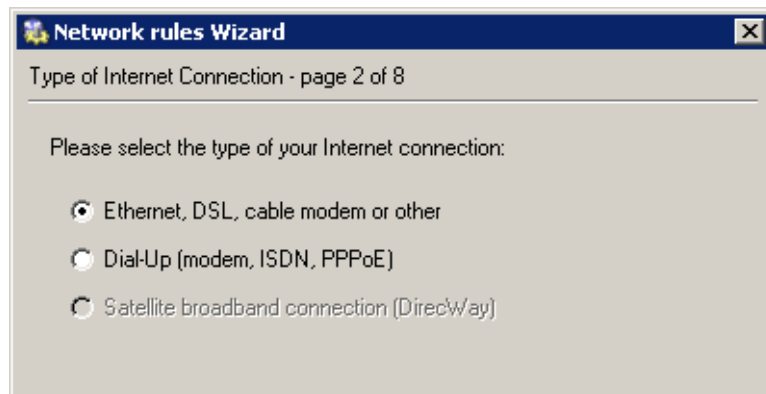 Network rules Wizard
Type of Internet Connection - page 2 of 8
Please select the type of your Internet connection:
Ethernet, DSL, cable modem or other
Dial-Up (modem, ISDN, PPPoE)
Satellite broadband connection (DirecWay)